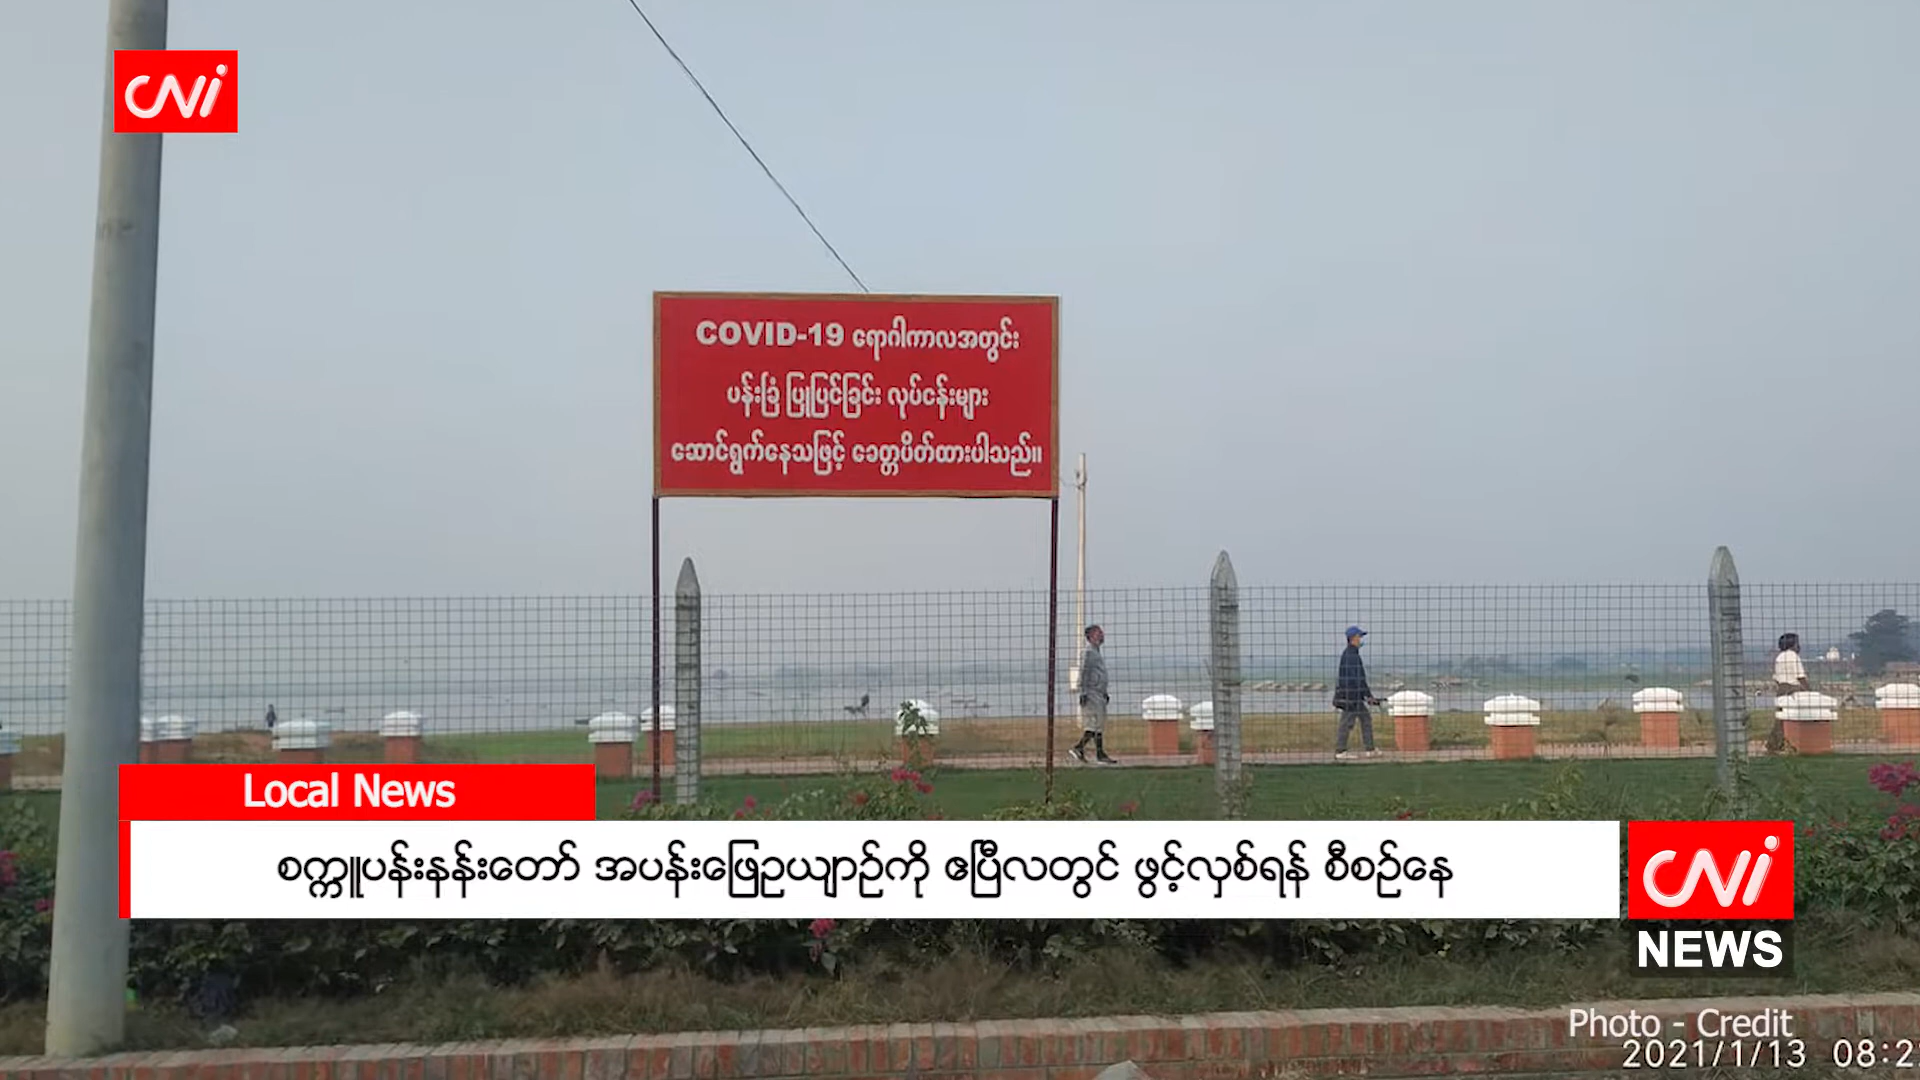 CNi
COVID-19 ရောဂါကာလအတွင်း
ပန်းခြံ ပြုပြင်ခြင်း လုပ်ငန်းများ
ဆောင်ရွက်နေသဖြင့် ခေတ္တပိတ်ထားပါသည်။
Local News
စက္ကူပန်းနန်းတော် အပန်းဖြေဥယျာဉ်ကို ဧပြီလတွင် ဖွင့်လှစ်ရန် စီစဉ်နေ
CNi
NEWS
Photo - Credit
2021/1/13 08:2